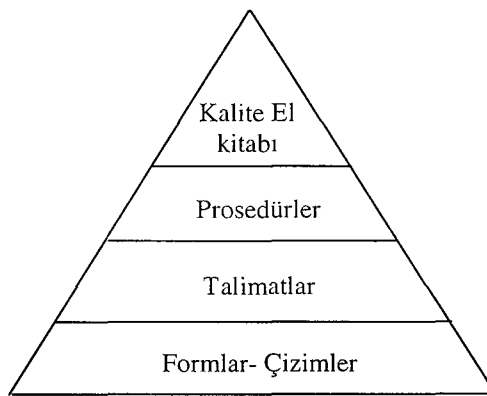 Kalite El
kitabı
Prosedürler
Talimatlar
Formlar- Çizimler